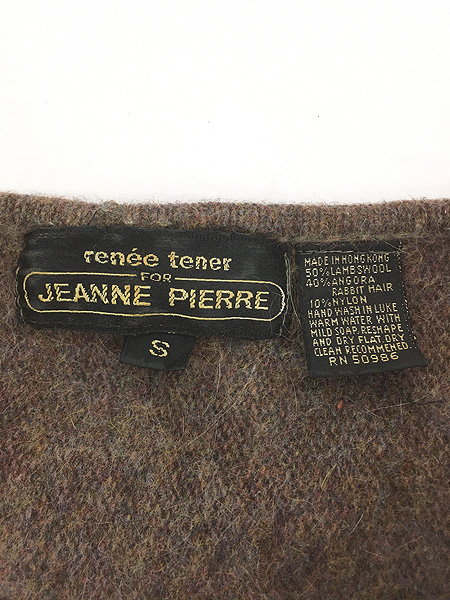 renée tener
FOR
JEANNE PIERRE
S
MADE IN HONG KONG
50% LAMBSWOOL
40% ANGORA
RABBIT HAIR
10% NYLON
HAND WASH IN LUKE
WARM WATER WITH
MILD SOAP, RESHAPE
AND DRY FLAT. DRY
CLEAN RECOMMENED.
RN 50986